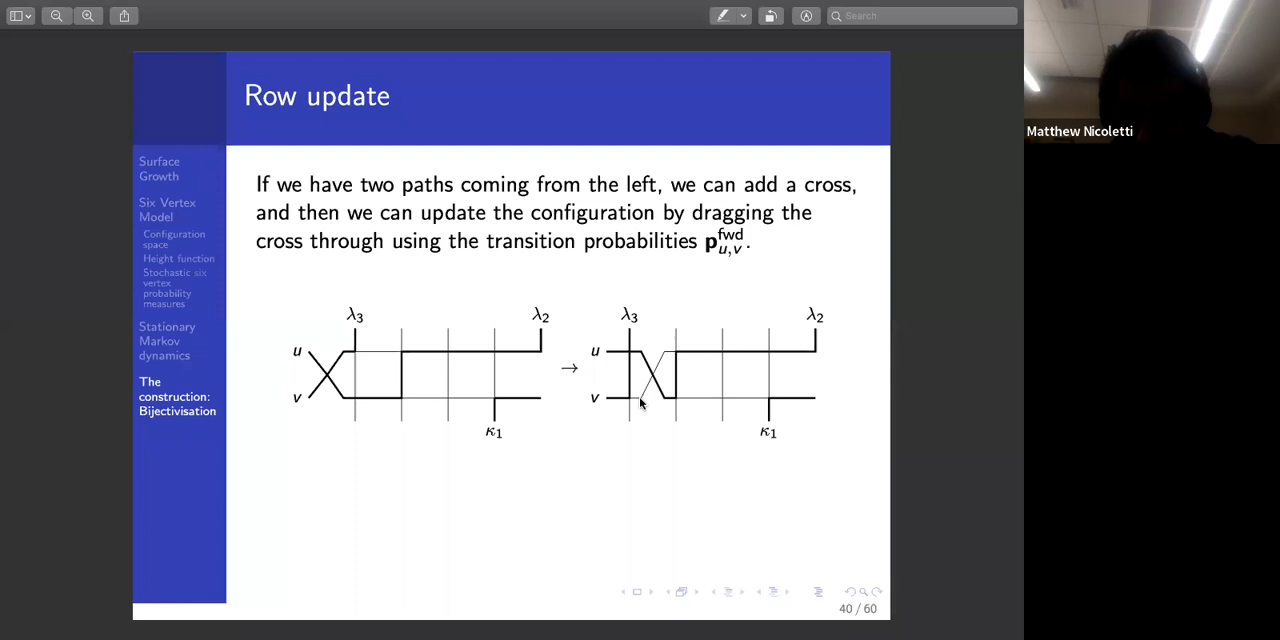 Search
Matthew Nicoletti
Row update
Surface
Growth
Six Vertex
Model
Configuration
space
Height function
Stochastic six
vertex
probability
measures
Stationary
Markov
dynamics
The
construction:
Bijectivisation
If we have two paths coming from the left, we can add a cross,
and then we can update the configuration by dragging the
cross through using the transition probabilities p^fwd_u,v.
λ3 λ2 λ3 λ2
u → u
v v
κ1 κ1
40 / 60